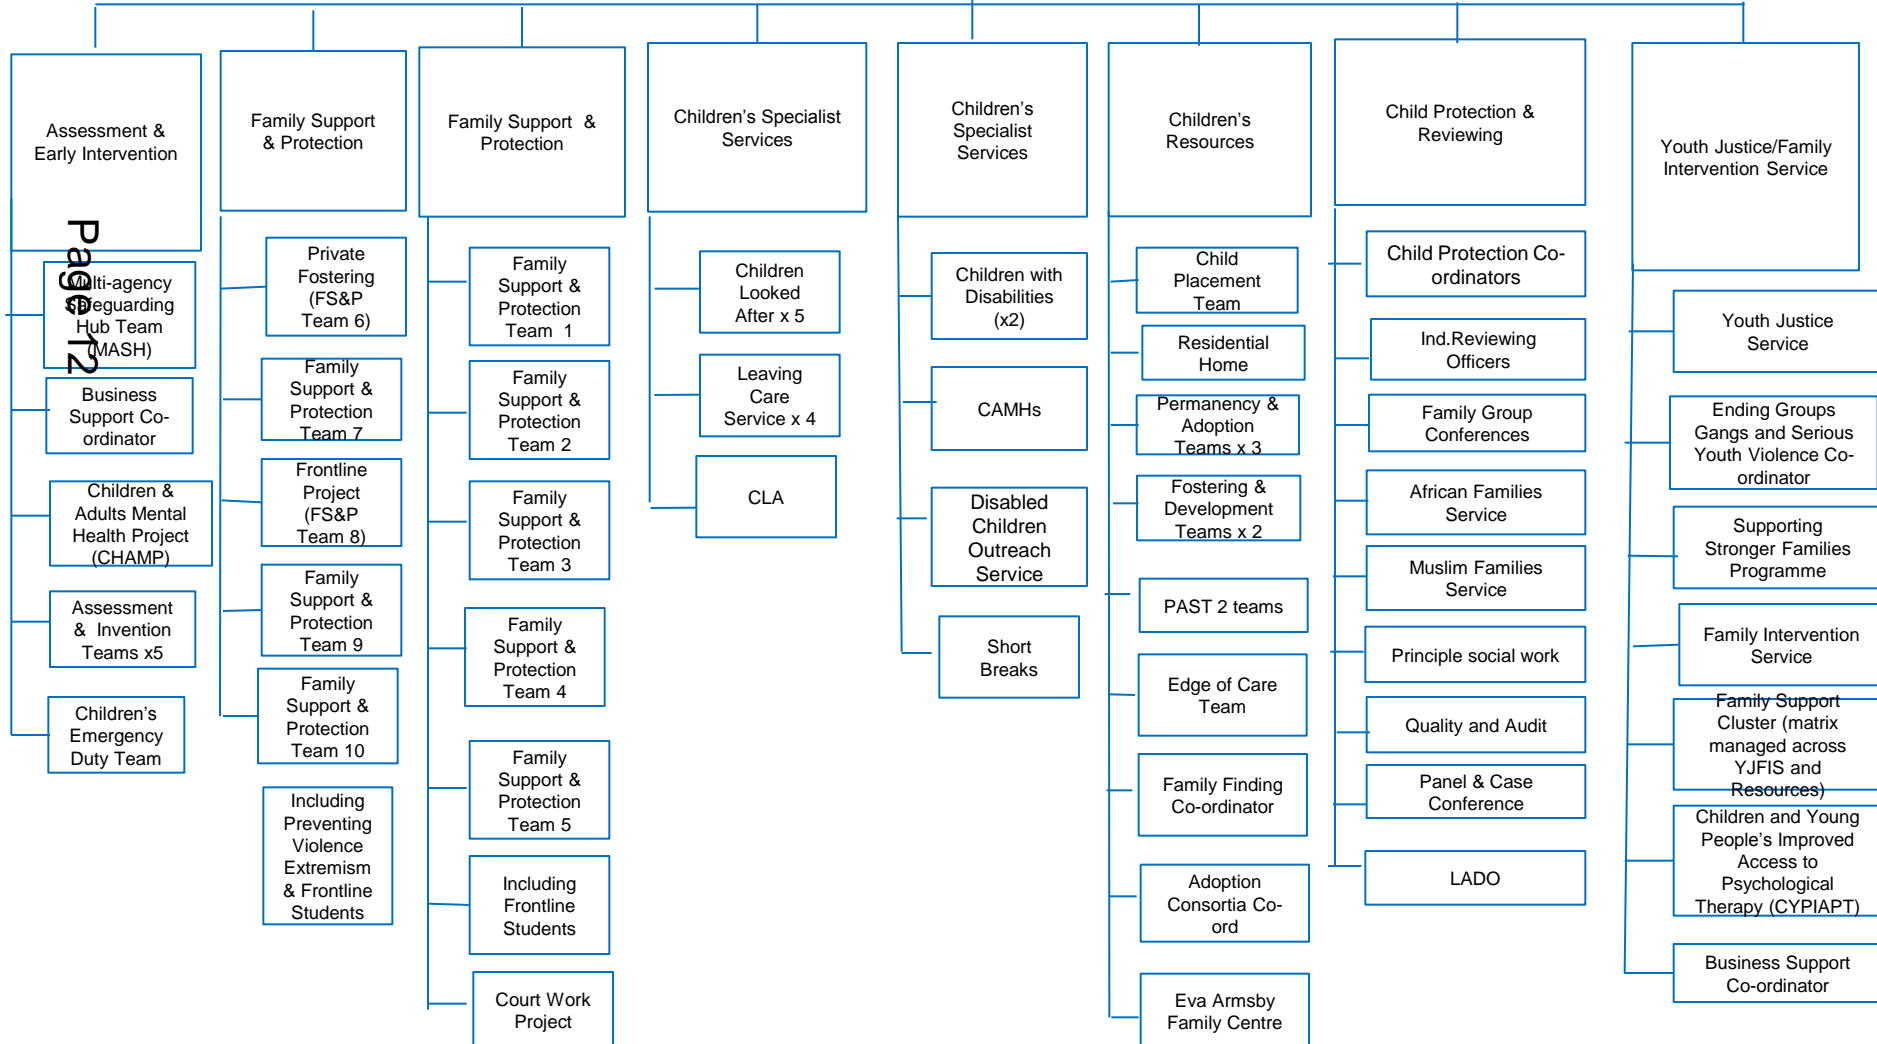 Assessment &
Early Intervention
Page 12
Multi-agency
Safeguarding
Hub Team
(MASH)
Business
Support Co-
ordinator
Children &
Adults Mental
Health Project
(CHAMP)
Assessment
& Invention
Teams x5
Children's
Emergency
Duty Team
Family Support
& Protection
Private
Fostering
(FS&P
Team 6)
Family
Support &
Protection
Team 7
Frontline
Project
(FS&P
Team 8)
Family
Support &
Protection
Team 9
Family
Support &
Protection
Team 10
Including
Preventing
Violence
Extremism
& Frontline
Students
Family Support &
Protection
Family
Support &
Protection
Team 1
Family
Support &
Protection
Team 2
Family
Support &
Protection
Team 3
Family
Support &
Protection
Team 4
Family
Support &
Protection
Team 5
Including
Frontline
Students
Court Work
Project
Children's Specialist
Services
Children
Looked
After x 5
Leaving
Care
Service x 4
CLA
Children's
Specialist
Services
Children with
Disabilities
(x2)
CAMHs
Disabled
Children
Outreach
Service
Short
Breaks
Children's
Resources
Child
Placement
Team
Residential
Home
Permanency &
Adoption
Teams x 3
Fostering &
Development
Teams x 2
PAST 2 teams
Edge of Care
Team
Family Finding
Co-ordinator
Adoption
Consortia Co-
ord
Eva Armsby
Family Centre
Child Protection &
Reviewing
Child Protection Co-
ordinators
Ind.Reviewing
Officers
Family Group
Conferences
African Families
Service
Muslim Families
Service
Principle social work
Quality and Audit
Panel & Case
Conference
LADO
Youth Justice/Family
Intervention Service
Youth Justice
Service
Ending Groups
Gangs and Serious
Youth Violence Co-
ordinator
Supporting
Stronger Families
Programme
Family Intervention
Service
Family Support
Cluster (matrix
managed across
YJFIS and
Resources)
Children and Young
People's Improved
Access to
Psychological
Therapy (CYPIAPT)
Business Support
Co-ordinator